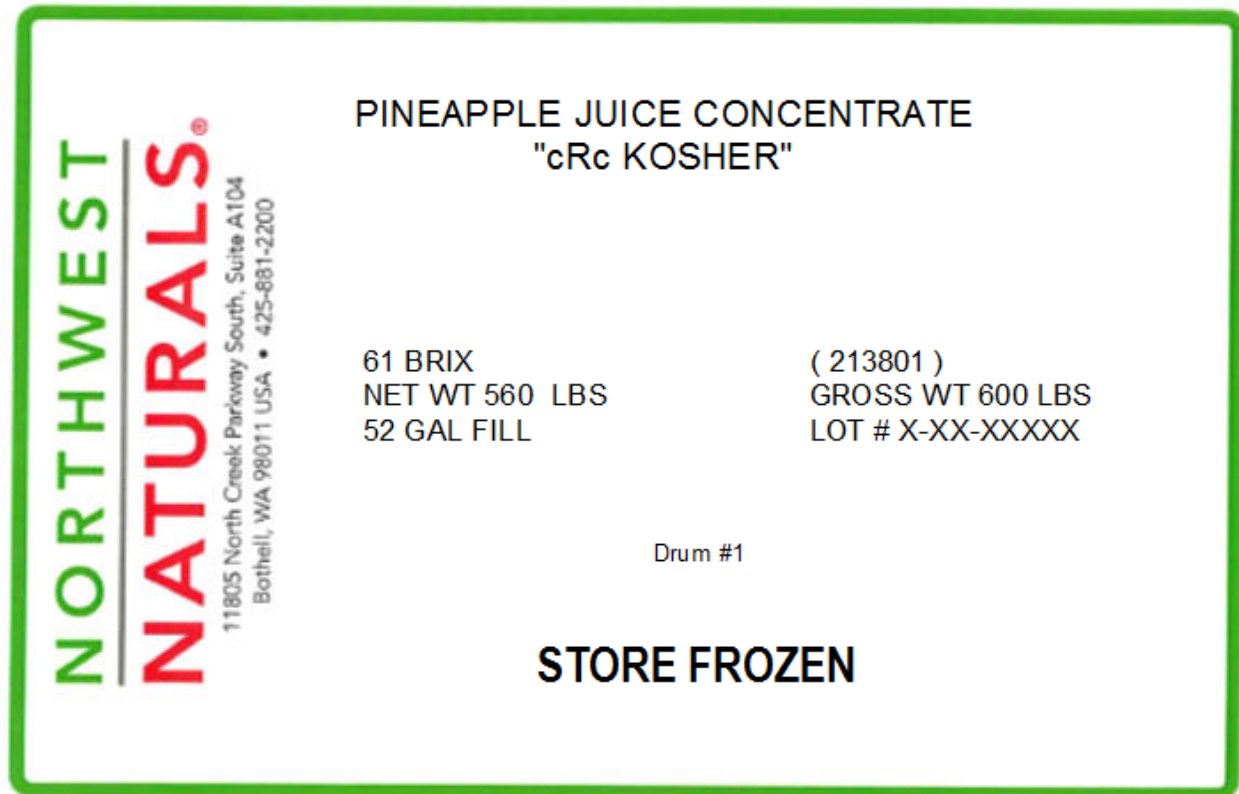 NORTHWEST
NATURALS®
11805 North Creek Parkway South, Suite A104
Bothell, WA 98011 USA • 425-881-2200
PINEAPPLE JUICE CONCENTRATE
"cRc KOSHER"
61 BRIX
( 213801 )
NET WT 560 LBS
GROSS WT 600 LBS
52 GAL FILL
LOT # X-XX-XXXXX
Drum #1
STORE FROZEN